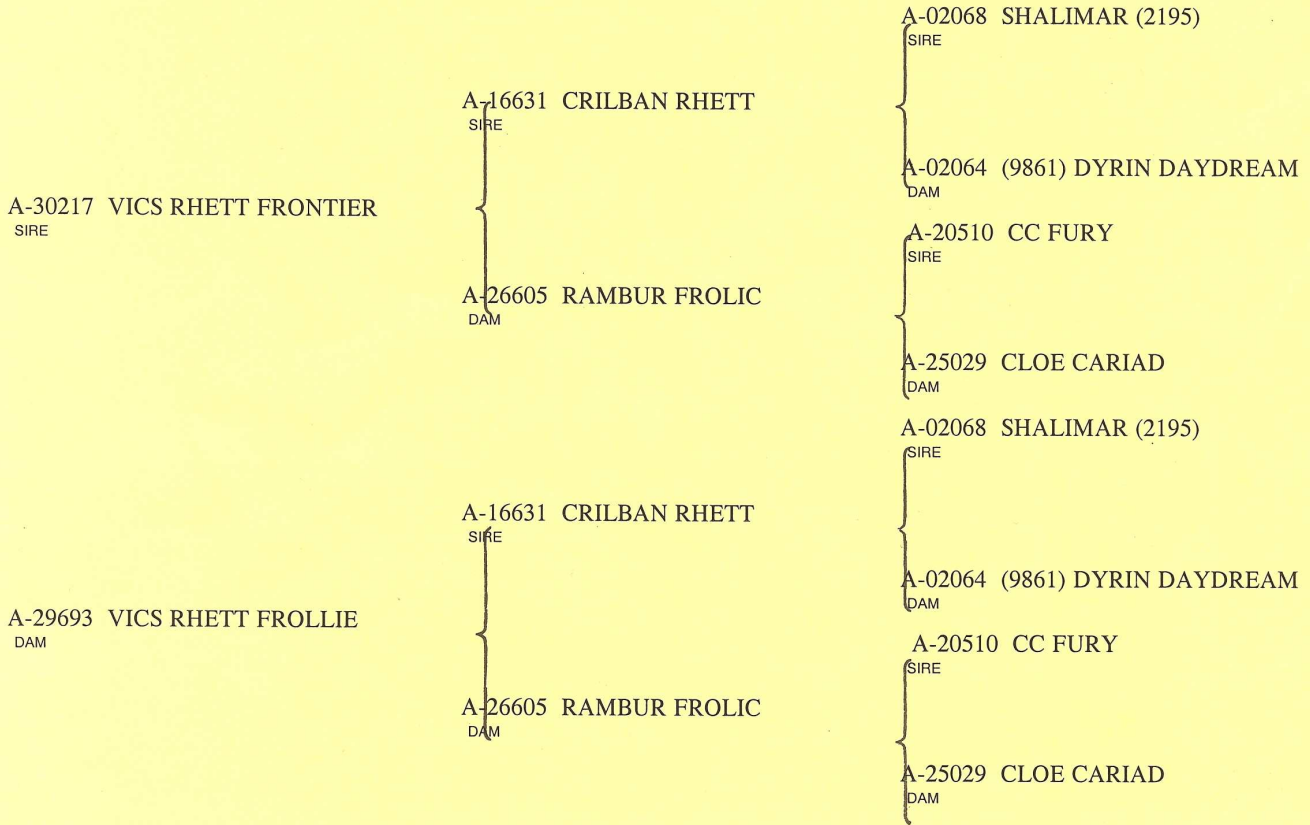 A-02068 SHALIMAR (2195)
SIRE
A-16631 CRILBAN RHETT
SIRE
A-02064 (9861) DYRIN DAYDREAM
DAM
A-30217 VICS RHETT FRONTIER
SIRE
A-20510 CC FURY
SIRE
A-26605 RAMBUR FROLIC
DAM
A-25029 CLOE CARIAD
DAM
A-02068 SHALIMAR (2195)
SIRE
A-16631 CRILBAN RHETT
SIRE
A-02064 (9861) DYRIN DAYDREAM
DAM
A-29693 VICS RHETT FROLLIE
DAM
A-20510 CC FURY
SIRE
A-26605 RAMBUR FROLIC
DAM
A-25029 CLOE CARIAD
DAM